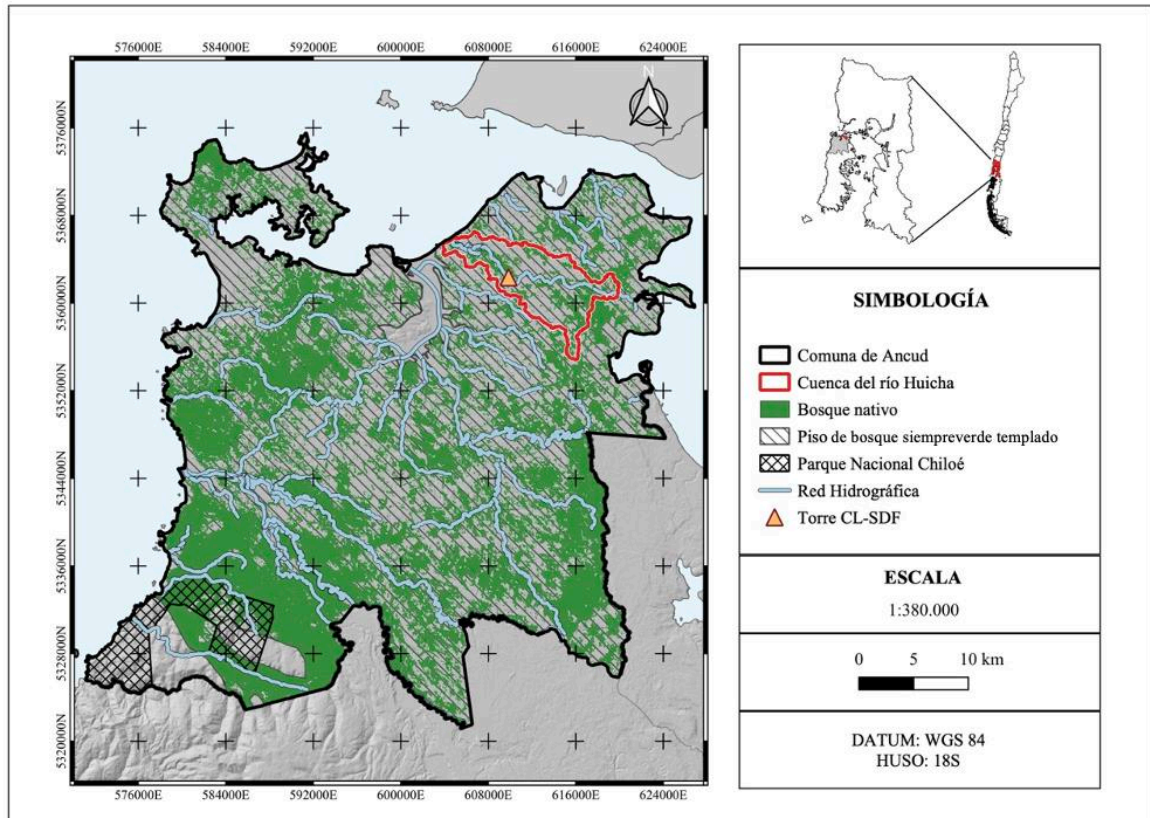 576000E 584000E 592000E 600000E 608000E 616000E 624000E
N
5376000N
5368000N
5360000N
5352000N
5344000N
5336000N
5328000N
5320000N
576000E 584000E 592000E 600000E 608000E 616000E 624000E
SIMBOLOGÍA
Comuna de Ancud
Cuenca del río Huicha
Bosque nativo
Piso de bosque siempreverde templado
Parque Nacional Chiloé
Red Hidrográfica
Torre CL-SDF
ESCALA
1:380.000
0 5 10 km
DATUM: WGS 84
HUSO: 18S